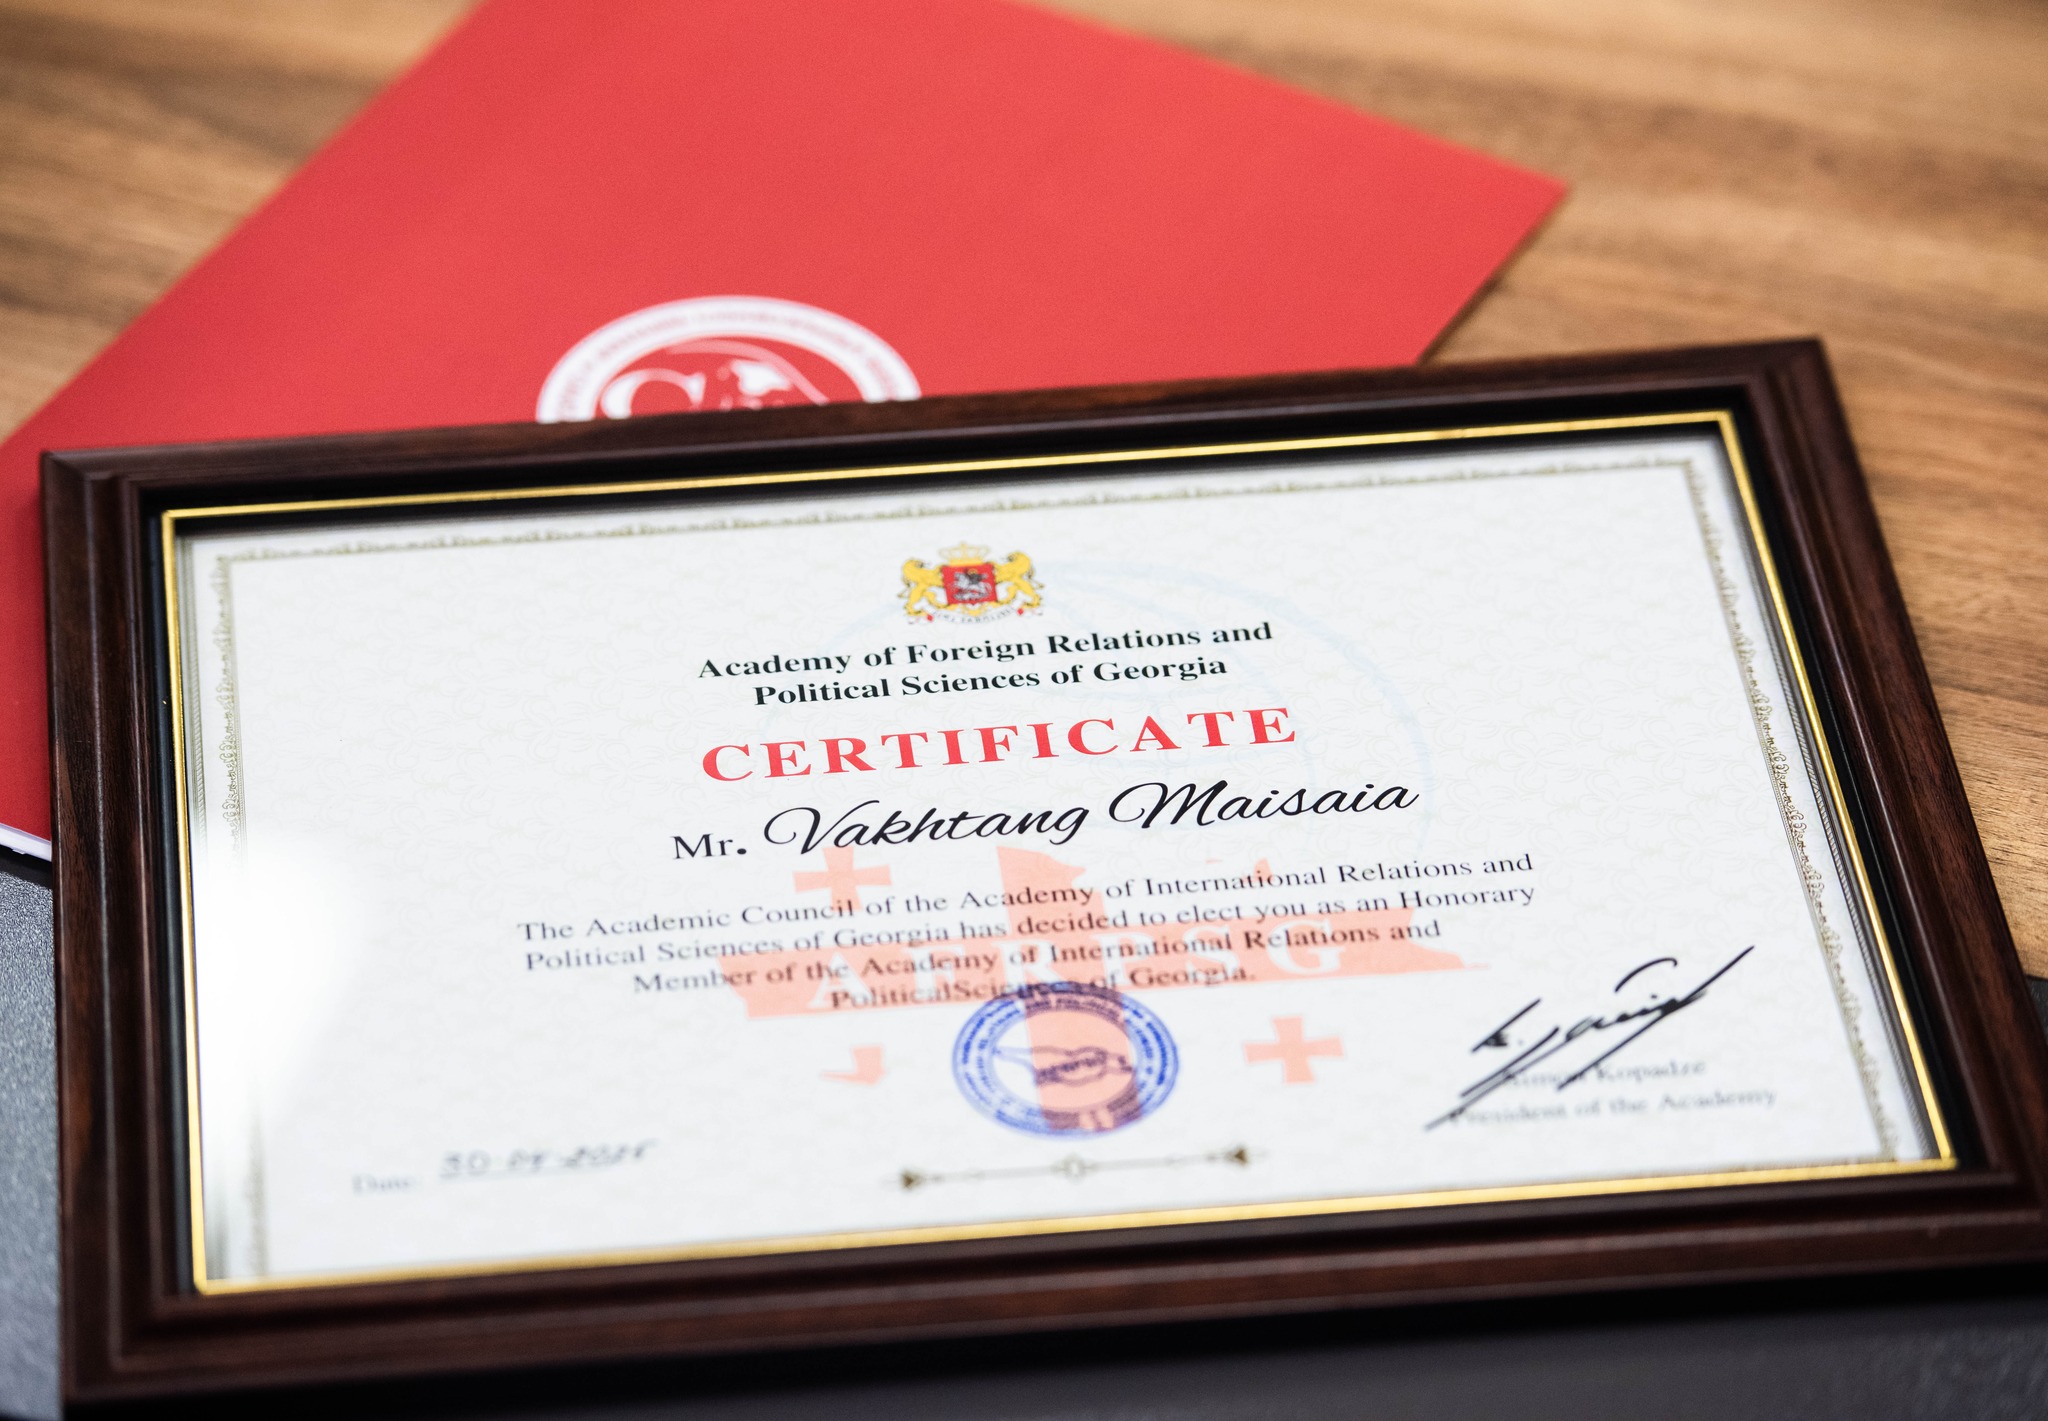 Academy of Foreign Relations and
Political Sciences of Georgia
CERTIFICATE
Mr. Vakhtang Maisaia
The Academic Council of the Academy of International Relations and
Political Sciences of Georgia has decided to elect you as an Honorary
Member of the Academy of International Relations and
PoliticalSciences of Georgia.
Kopadze
President of the Academy
Date: